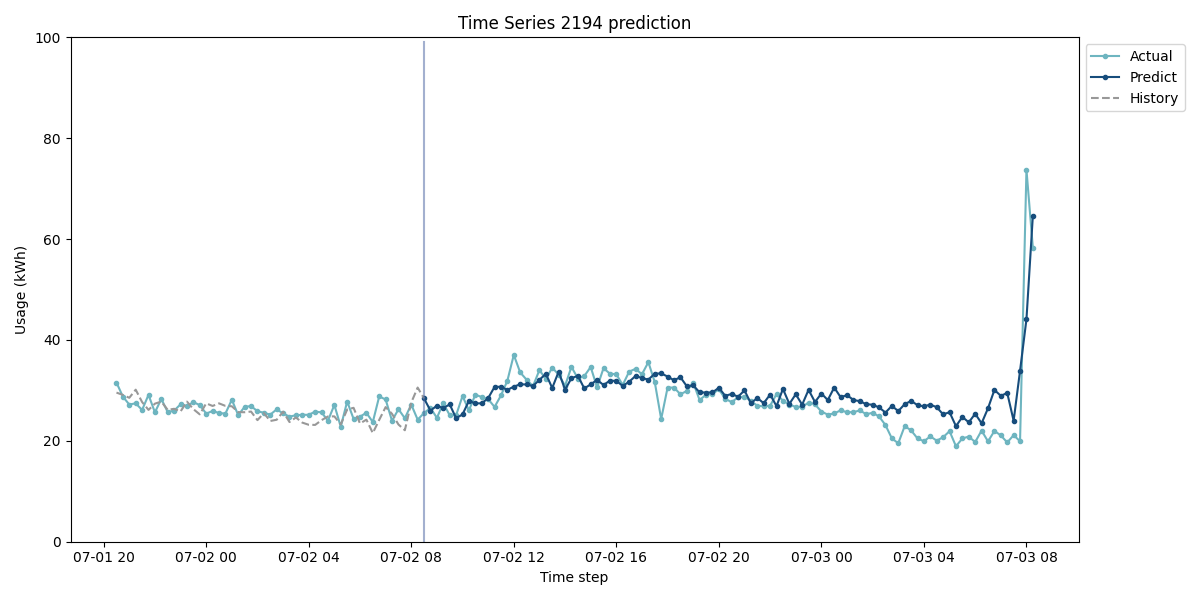 Time Series 2194 prediction
Actual
Predict
History
Usage (kWh)
100
80
60
40
20
0
07-01 20
07-02 00
07-02 04
07-02 08
07-02 12
07-02 16
07-02 20
07-03 00
07-03 04
07-03 08
Time step